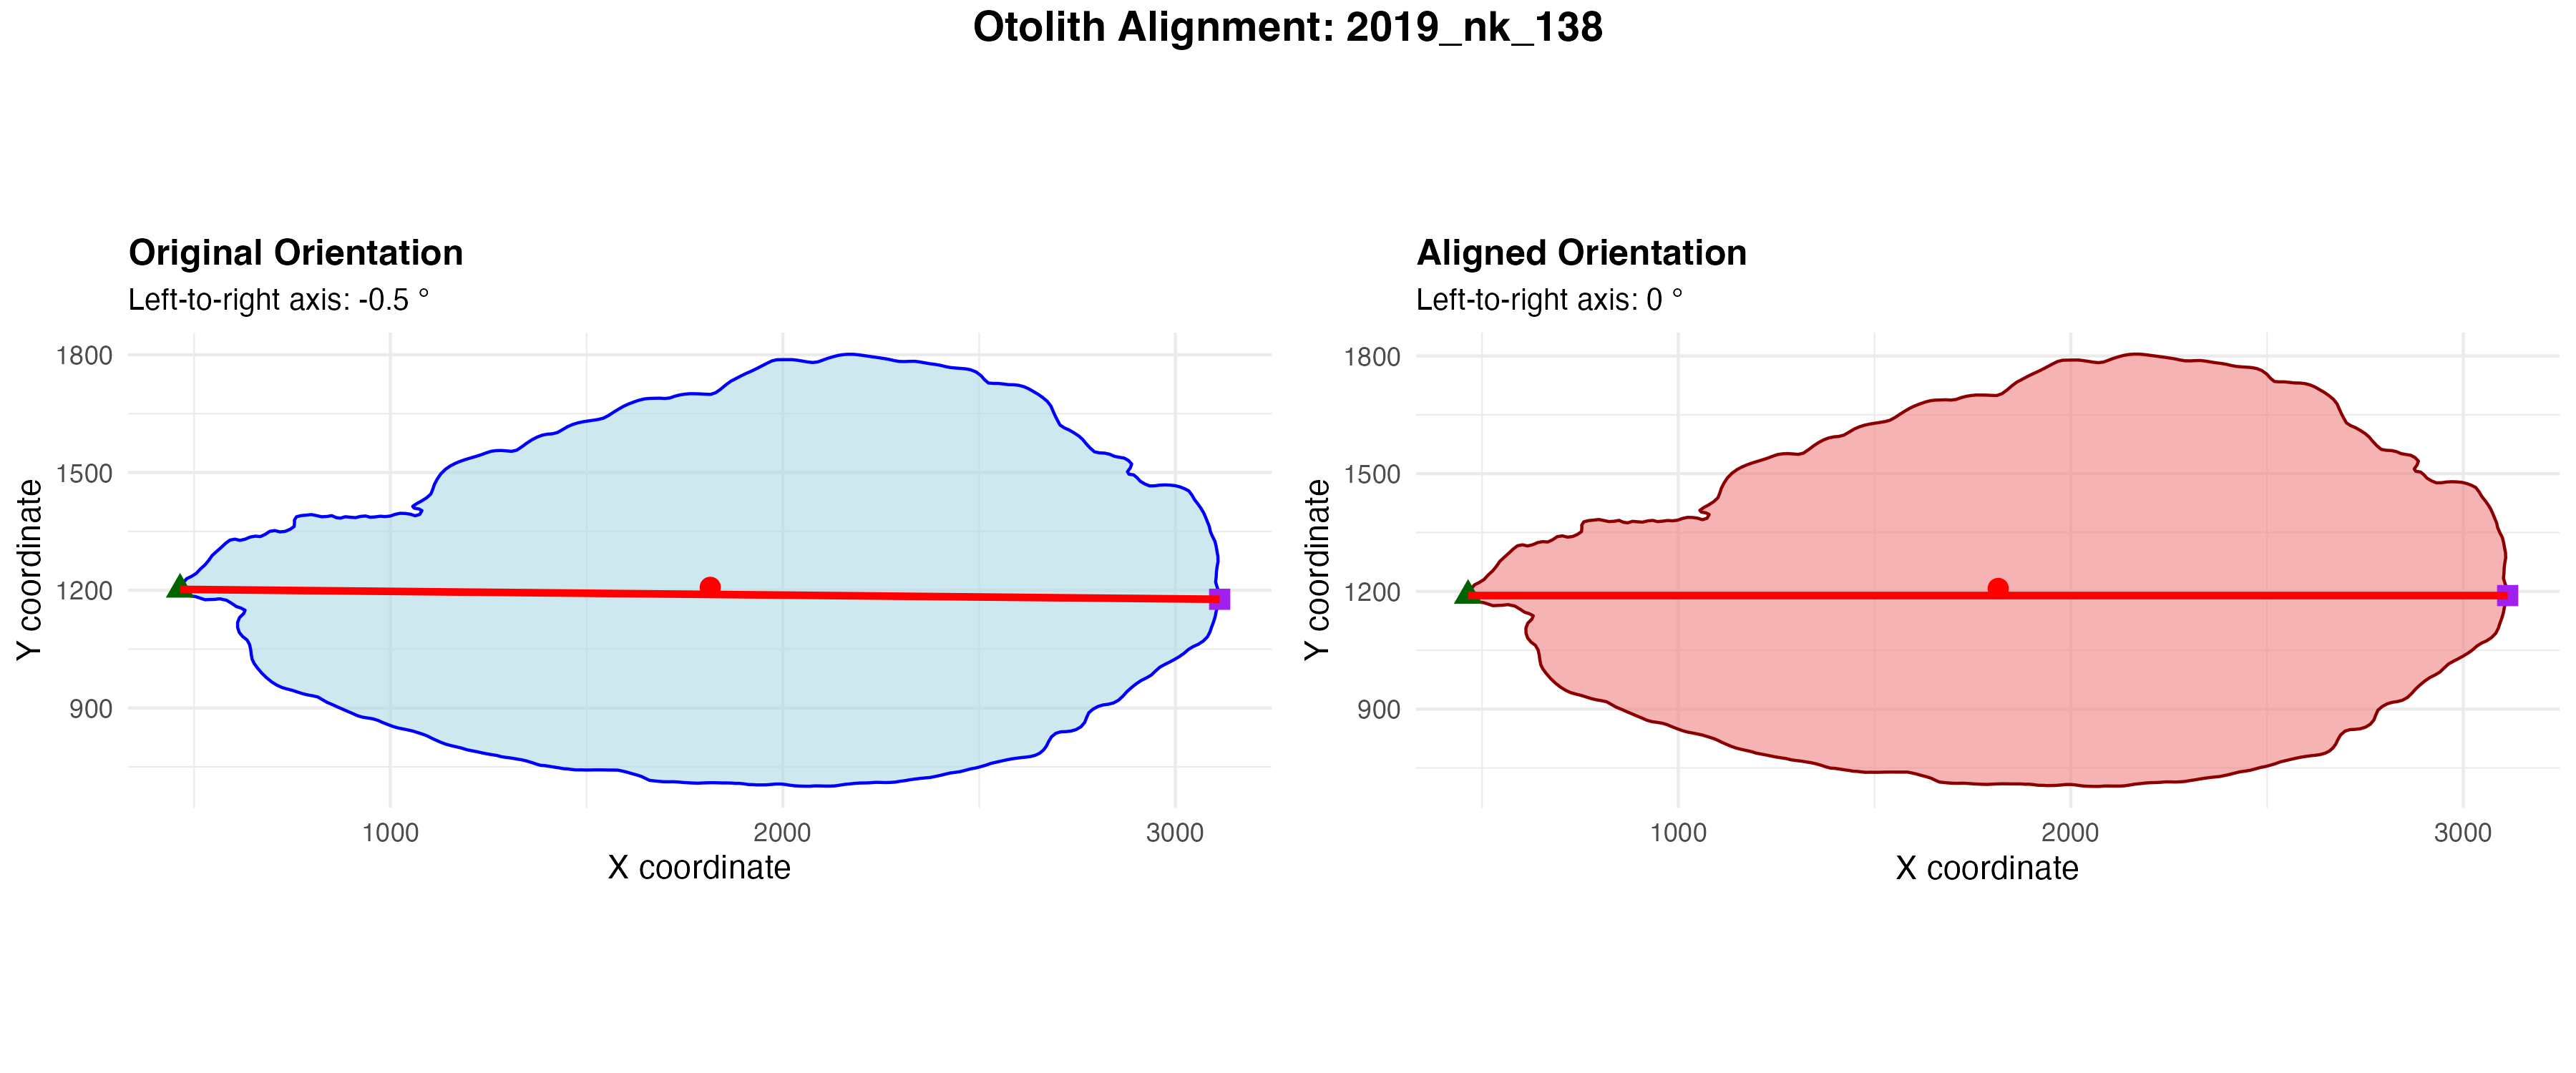 Otolith Alignment: 2019_nk_138
Original Orientation
Left-to-right axis: -0.5 °
1800
1500
1200
900
Y coordinate
1000
2000
3000
X coordinate
Aligned Orientation
Left-to-right axis: 0 °
1800
1500
1200
900
Y coordinate
1000
2000
3000
X coordinate